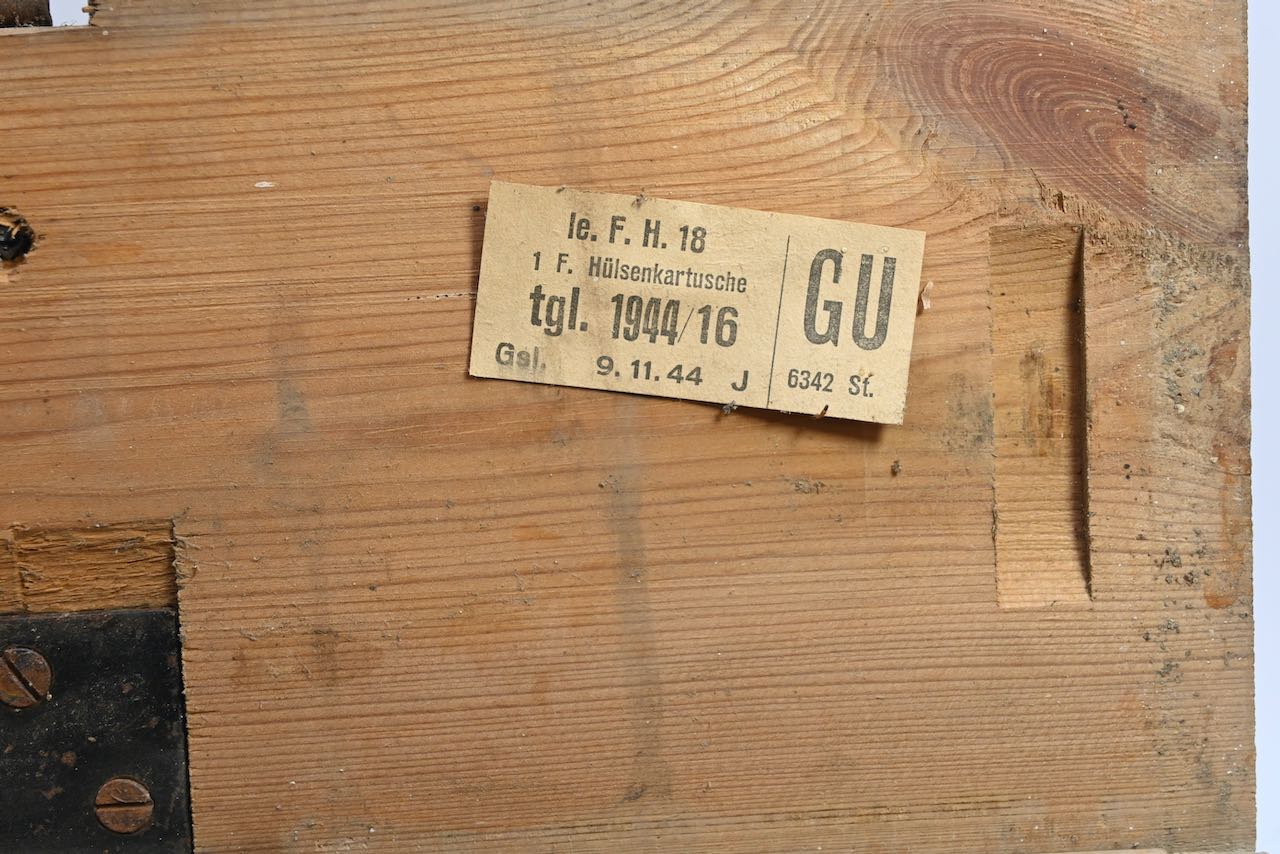 le. F. H. 18
1 F. Hülsenkartusche
tgl. 1944/16
Gsl. 9. 11. 44 J
GU
6342 St.